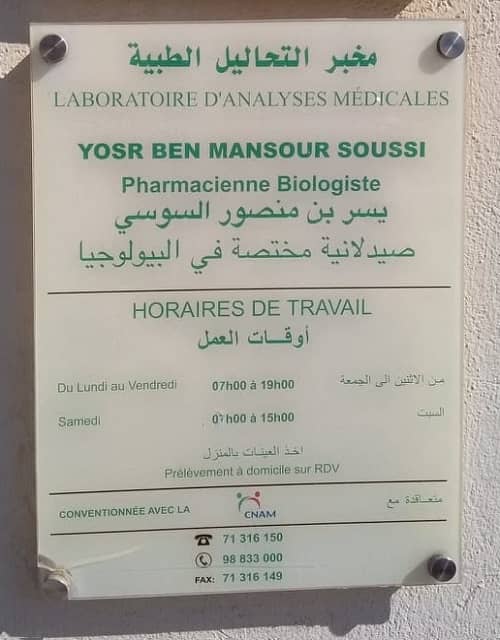 مخبر التحاليل الطبية
LABORATOIRE D'ANALYSES MÉDICALES
YOSR BEN MANSOUR SOUSSI
Pharmacienne Biologiste
يسر بن منصور السوسي
صيدلانية مختصة في البيولوجيا
HORAIRES DE TRAVAIL
أوقات العمل
Du Lundi au Vendredi 07h00 à 19h00 من الاثنين الى الجمعة
Samedi 07h00 à 15h00 السبت
اخذ العينات بالمنزل
Prélèvement à domicile sur RDV
CONVENTIONNÉE AVEC LA CNAM متعاقدة مع
71 316 150
98 833 000
FAX: 71 316 149